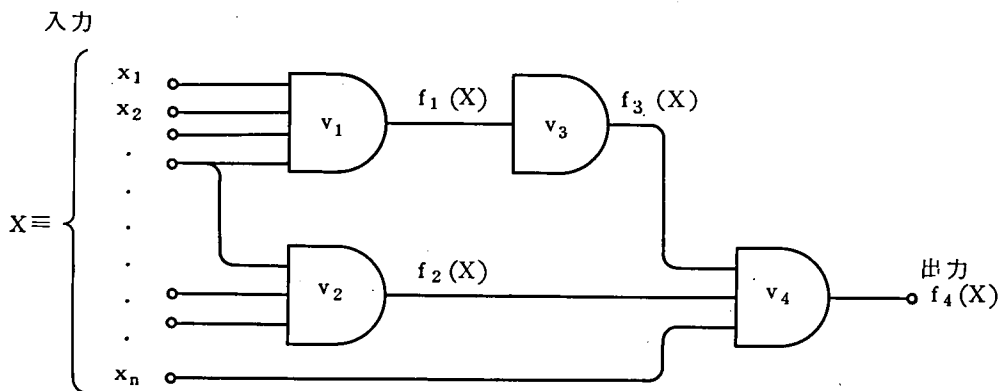 入力
x1
x2
.
.
.
.
.
xn
X≡
v1
f1(X)
v3
f3(X)
v2
f2(X)
v4
出力
f4(X)